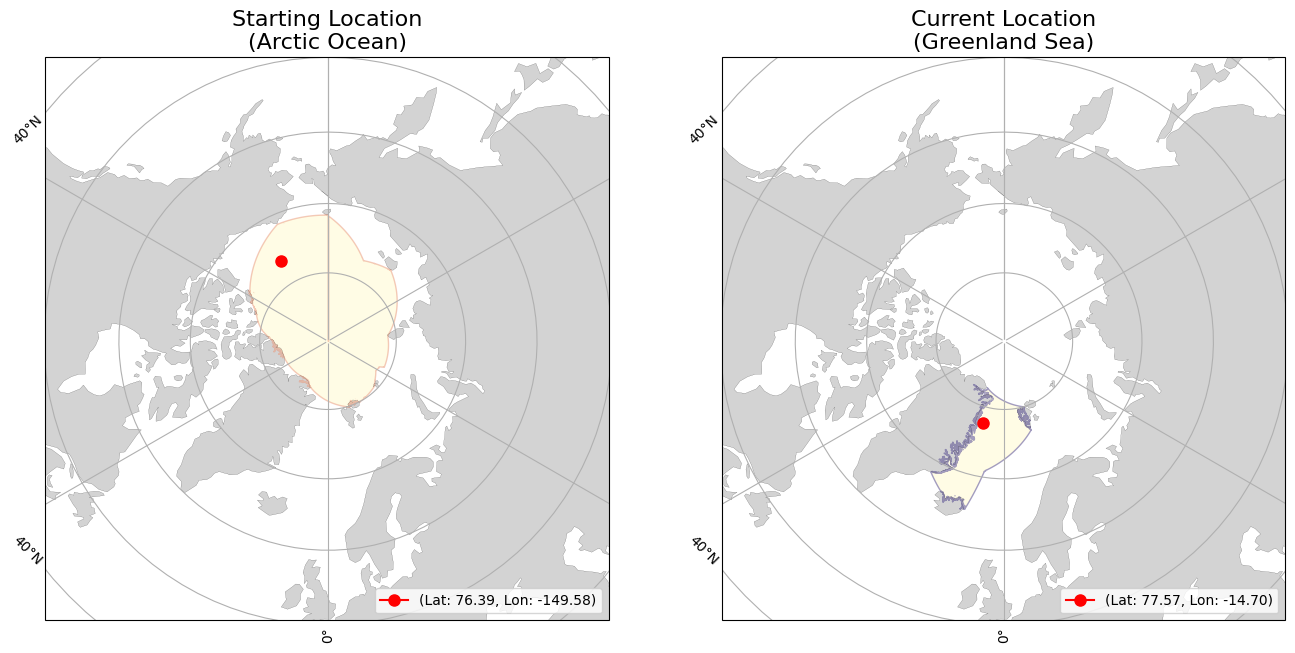 Starting Location
(Arctic Ocean)
40°N
40°N
0°
(Lat: 76.39, Lon: -149.58)
Current Location
(Greenland Sea)
40°N
40°N
0°
(Lat: 77.57, Lon: -14.70)